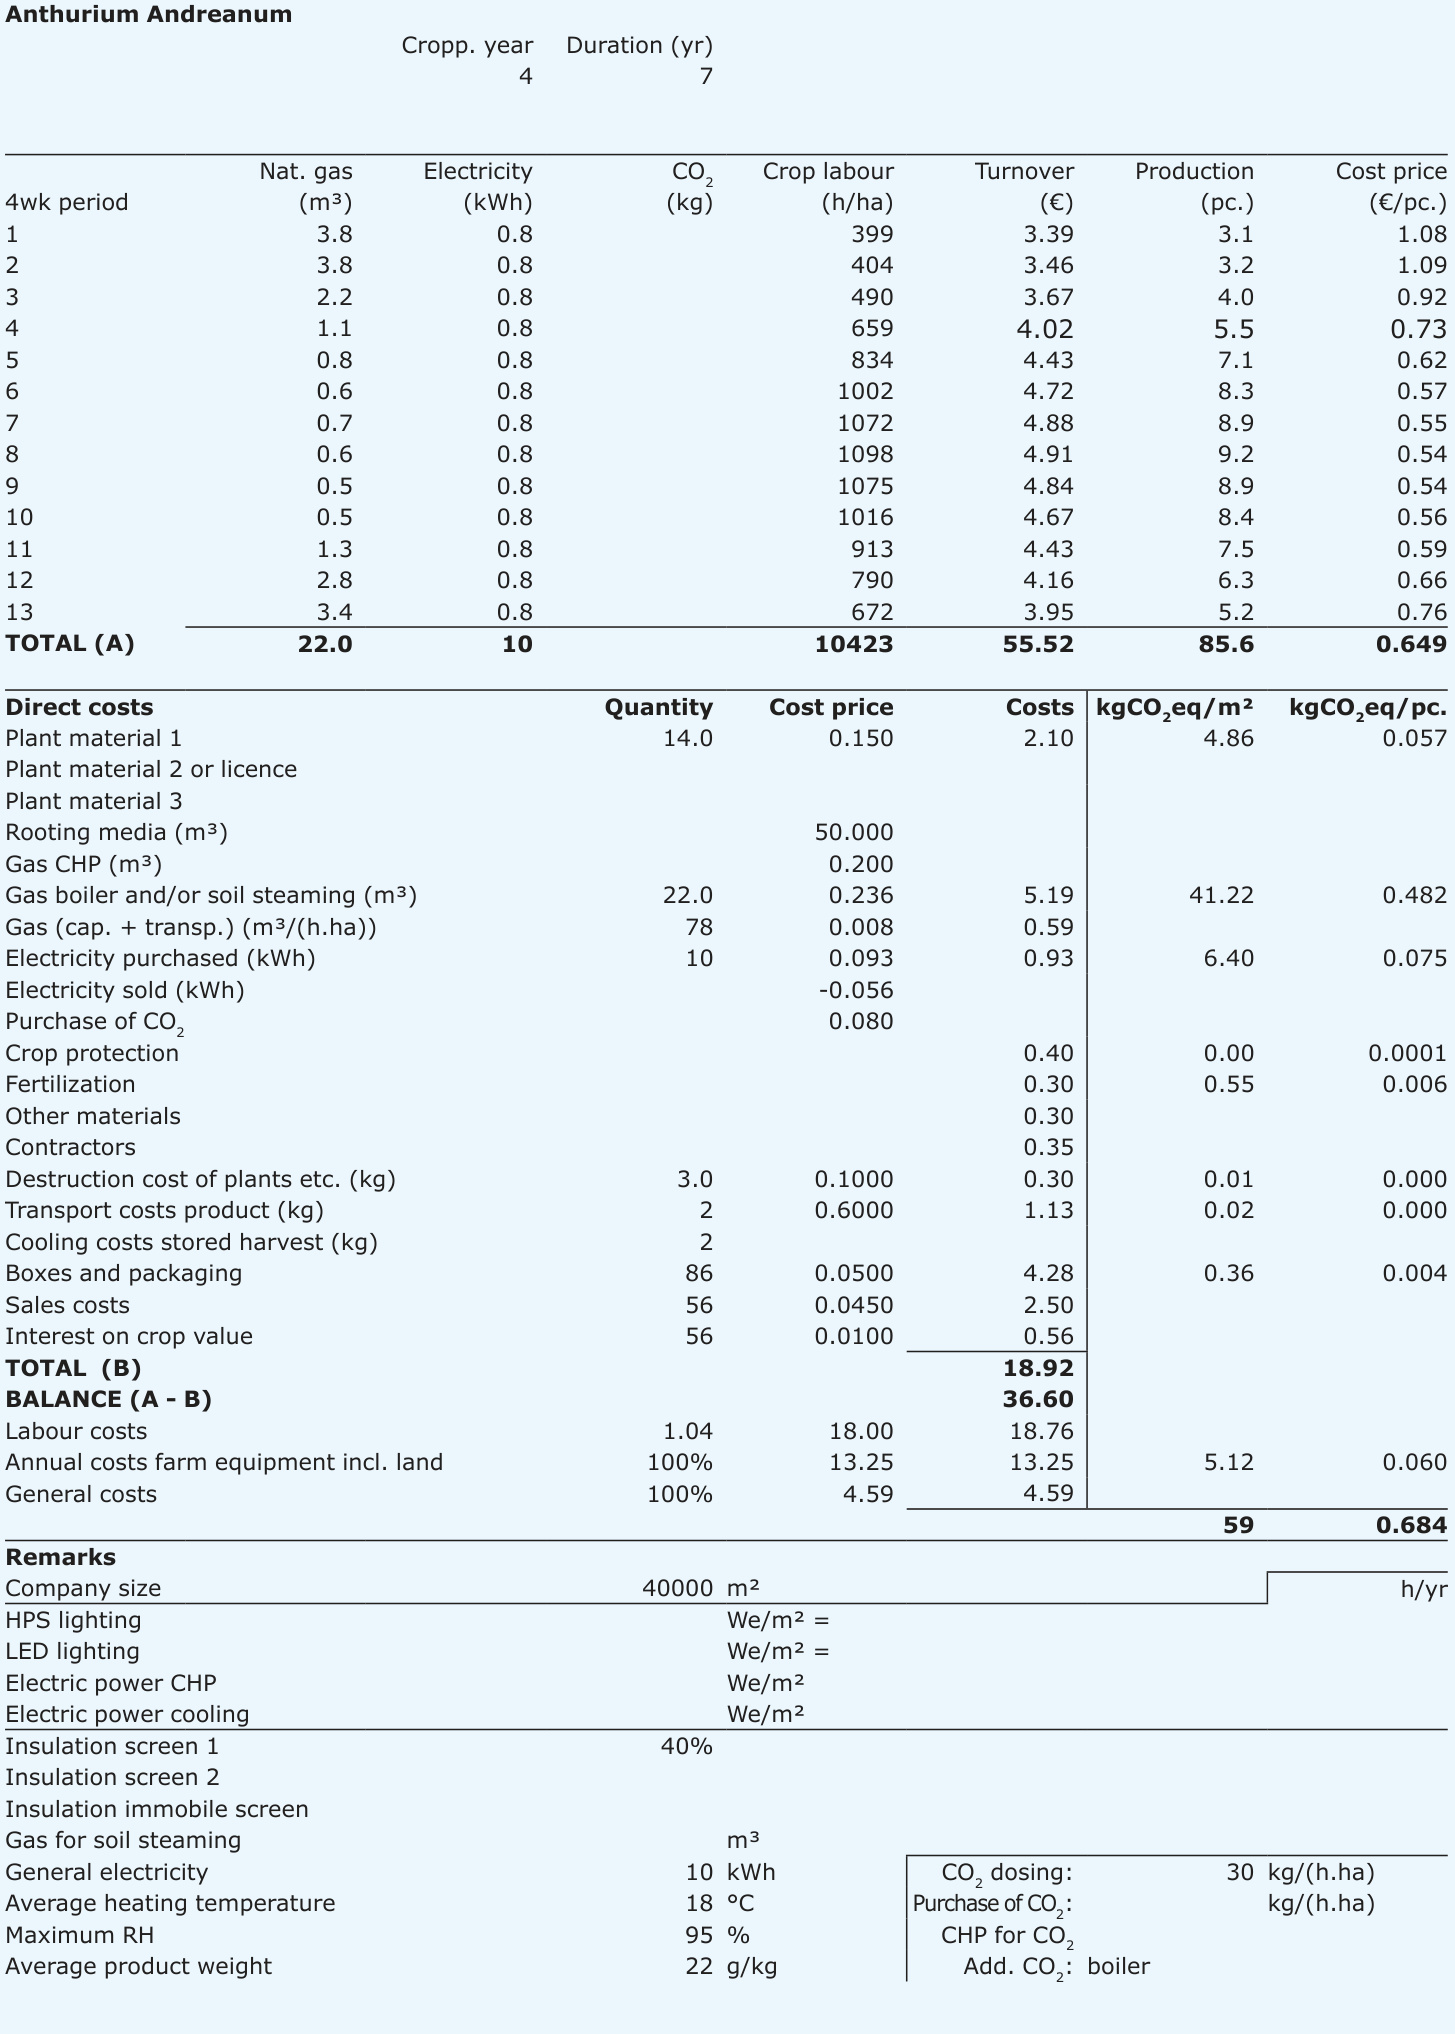 Anthurium Andreanum
Cropp. year Duration (yr)
4 7
Nat. gas Electricity CO₂ Crop labour Turnover Production Cost price
4wk period (m³) (kWh) (kg) (h/ha) (€) (pc.) (€/pc.)
1 3.8 0.8 399 3.39 3.1 1.08
2 3.8 0.8 404 3.46 3.2 1.09
3 2.2 0.8 490 3.67 4.0 0.92
4 1.1 0.8 659 4.02 5.5 0.73
5 0.8 0.8 834 4.43 7.1 0.62
6 0.6 0.8 1002 4.72 8.3 0.57
7 0.7 0.8 1072 4.88 8.9 0.55
8 0.6 0.8 1098 4.91 9.2 0.54
9 0.5 0.8 1075 4.84 8.9 0.54
10 0.5 0.8 1016 4.67 8.4 0.56
11 1.3 0.8 913 4.43 7.5 0.59
12 2.8 0.8 790 4.16 6.3 0.66
13 3.4 0.8 672 3.95 5.2 0.76
TOTAL (A) 22.0 10 10423 55.52 85.6 0.649
Direct costs Quantity Cost price Costs kgCO₂eq/m² kgCO₂eq/pc.
Plant material 1 14.0 0.150 2.10 4.86 0.057
Plant material 2 or licence
Plant material 3
Rooting media (m³) 50.000
Gas CHP (m³) 0.200
Gas boiler and/or soil steaming (m³) 22.0 0.236 5.19 41.22 0.482
Gas (cap. + transp.) (m³/(h.ha)) 78 0.008 0.59
Electricity purchased (kWh) 10 0.093 0.93 6.40 0.075
Electricity sold (kWh) -0.056
Purchase of CO₂ 0.080
Crop protection 0.40 0.00 0.0001
Fertilization 0.30 0.55 0.006
Other materials 0.30
Contractors 0.35
Destruction cost of plants etc. (kg) 3.0 0.1000 0.30 0.01 0.000
Transport costs product (kg) 2 0.6000 1.13 0.02 0.000
Cooling costs stored harvest (kg) 2
Boxes and packaging 86 0.0500 4.28 0.36 0.004
Sales costs 56 0.0450 2.50
Interest on crop value 56 0.0100 0.56
TOTAL (B) 18.92
BALANCE (A - B) 36.60
Labour costs 1.04 18.00 18.76
Annual costs farm equipment incl. land 100% 13.25 13.25 5.12 0.060
General costs 100% 4.59 4.59
59 0.684
Remarks
Company size 40000 m² h/yr
HPS lighting We/m² =
LED lighting We/m² =
Electric power CHP We/m²
Electric power cooling We/m²
Insulation screen 1 40%
Insulation screen 2
Insulation immobile screen
Gas for soil steaming m³
General electricity 10 kWh CO₂ dosing: 30 kg/(h.ha)
Average heating temperature 18 °C Purchase of CO₂: kg/(h.ha)
Maximum RH 95 % CHP for CO₂
Average product weight 22 g/kg Add. CO₂: boiler